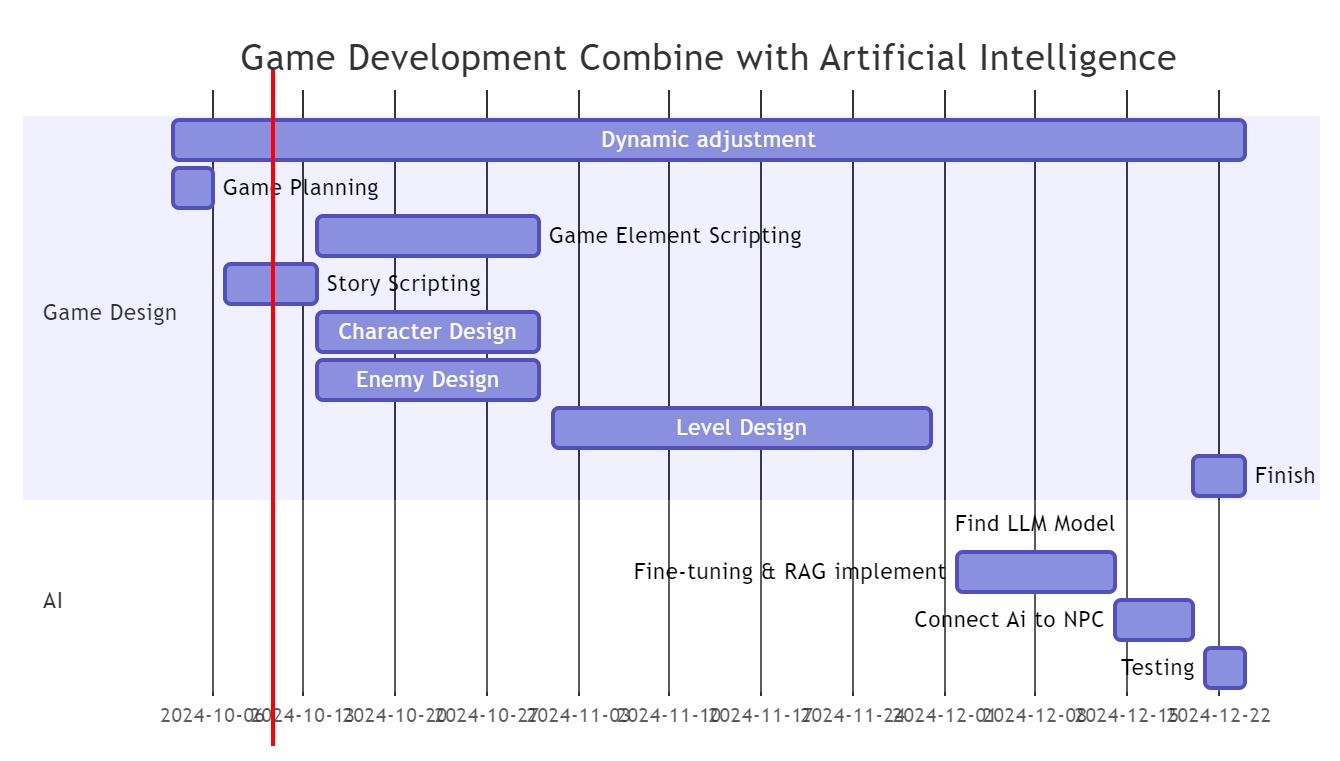 Game Development Combine with Artificial Intelligence
Dynamic adjustment
Game Planning
Game Element Scripting
Story Scripting
Game Design
Character Design
Enemy Design
Level Design
Finish
Find LLM Model
Fine-tuning & RAG implement
AI
Connect Ai to NPC
Testing
2024-10-06 2024-10-13 2024-10-20 2024-10-27 2024-11-03 2024-11-10 2024-11-17 2024-11-24 2024-12-01 2024-12-08 2024-12-15 2024-12-22